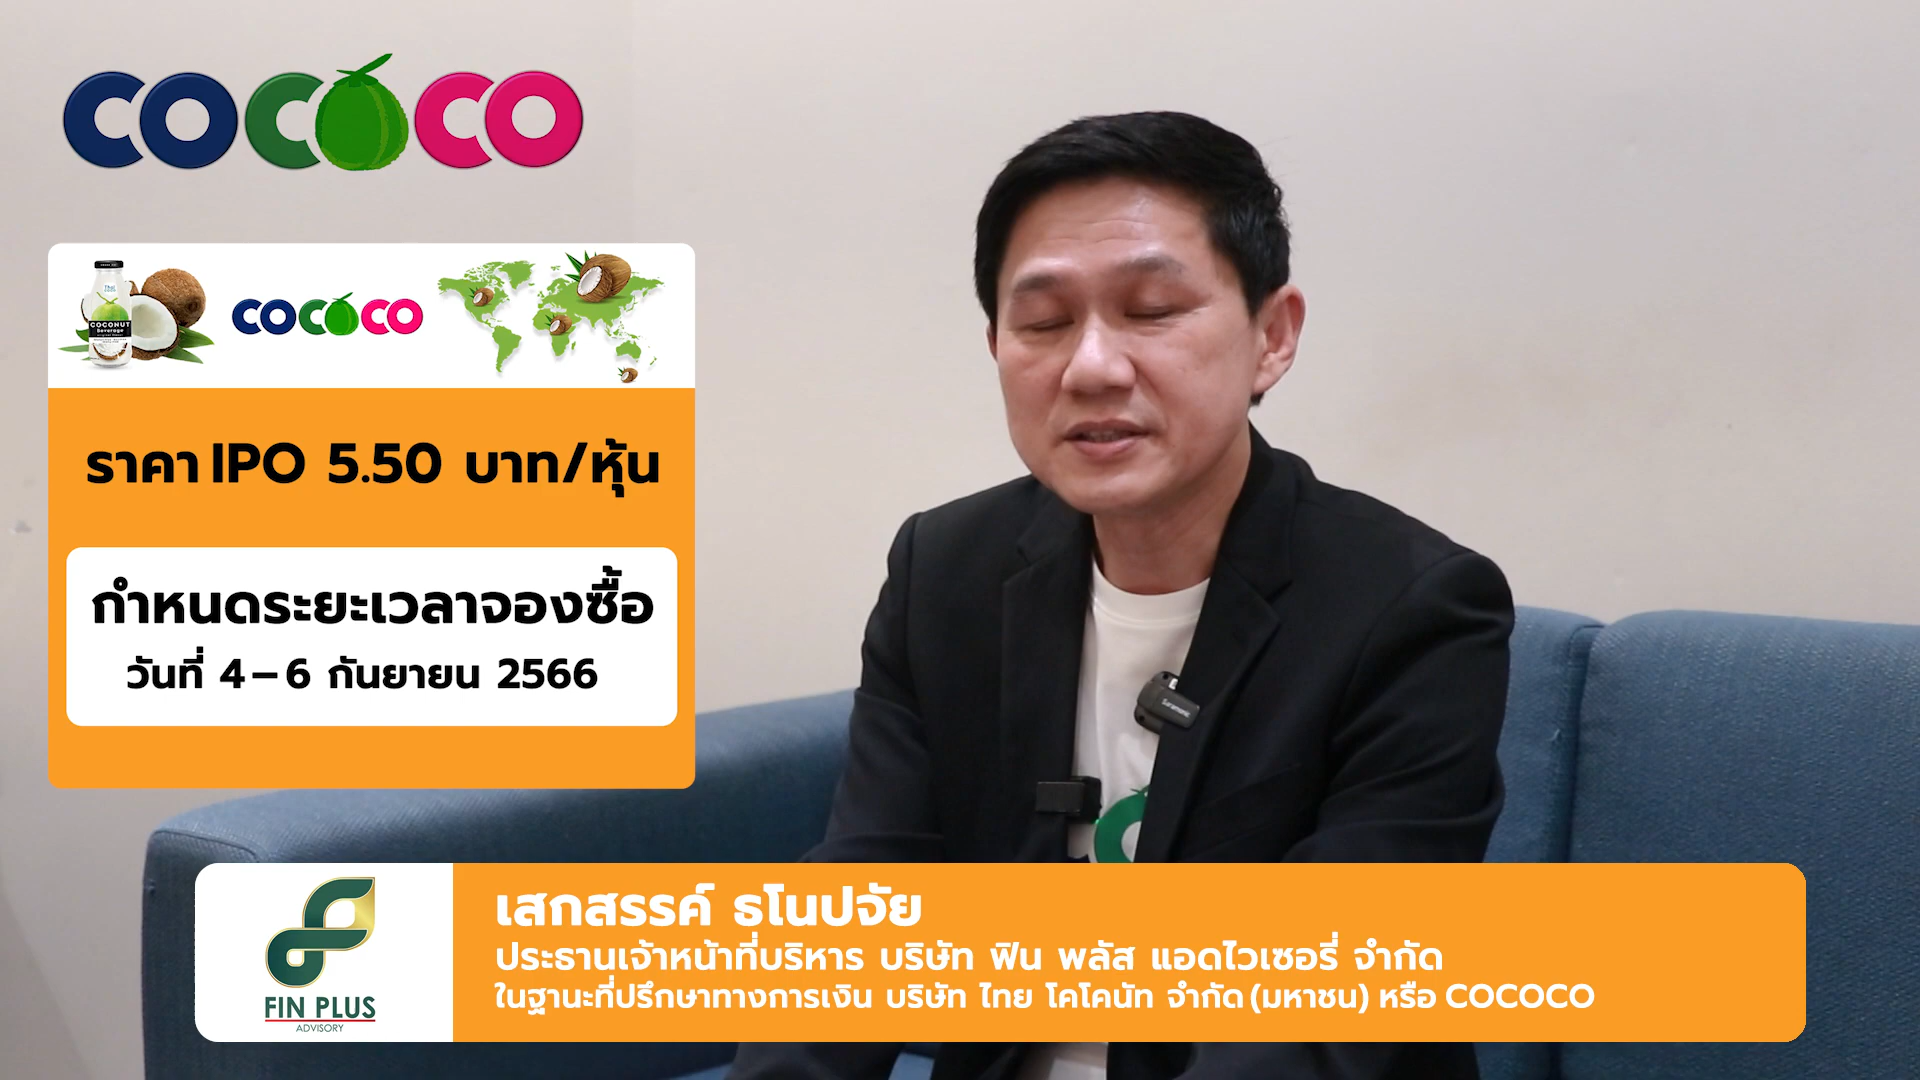 COCOCO
Thai
COCONUT
beverage
COCOCO
ราคา IPO 5.50 บาท/หุ้น
กำหนดระยะเวลาจองซื้อ
วันที่ 4 – 6 กันยายน 2566
Saramonic
FIN PLUS
ADVISORY
เสกสรรค์ ธโนปจัย
ประธานเจ้าหน้าที่บริหาร บริษัท ฟิน พลัส แอดไวเซอรี่ จำกัด
ในฐานะที่ปรึกษาทางการเงิน บริษัท ไทย โคโคนัท จำกัด (มหาชน) หรือ COCOCO